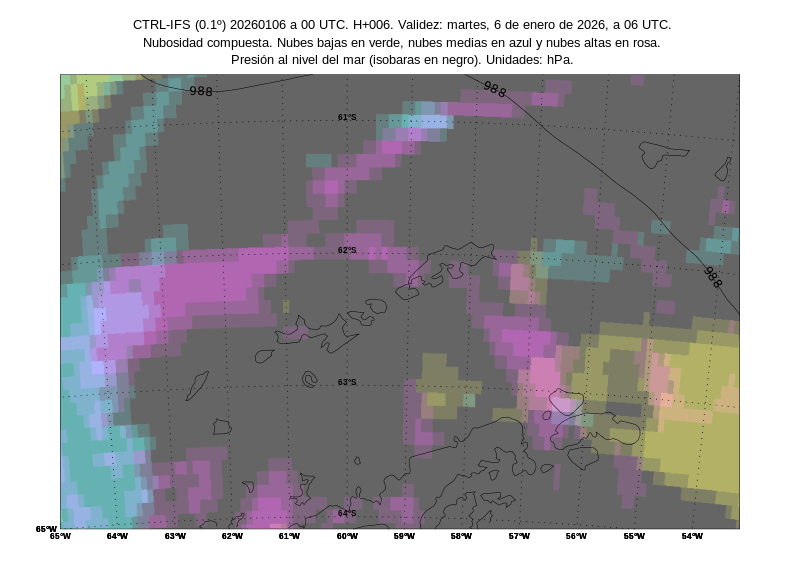 CTRL-IFS (0.1º) 20260106 a 00 UTC. H+006. Validez: martes, 6 de enero de 2026, a 06 UTC.
Nubosidad compuesta. Nubes bajas en verde, nubes medias en azul y nubes altas en rosa.
Presión al nivel del mar (isobaras en negro). Unidades: hPa.
988
988
61°S
62°S
988
63°S
64°S
65°W
65°W 64°W 63°W 62°W 61°W 60°W 59°W 58°W 57°W 56°W 55°W 54°W